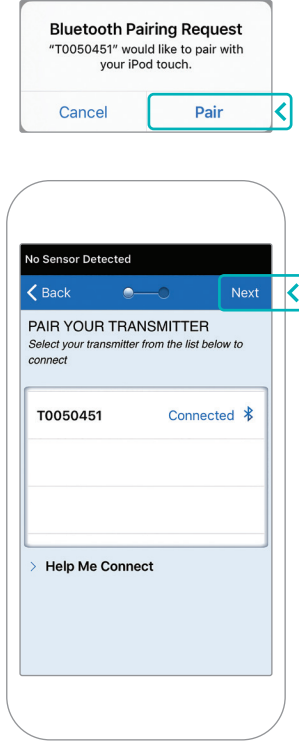 Bluetooth Pairing Request
“T0050451” would like to pair with
your iPod touch.
Cancel Pair
No Sensor Detected
Back Next
PAIR YOUR TRANSMITTER
Select your transmitter from the list below to
connect
T0050451 Connected
Help Me Connect